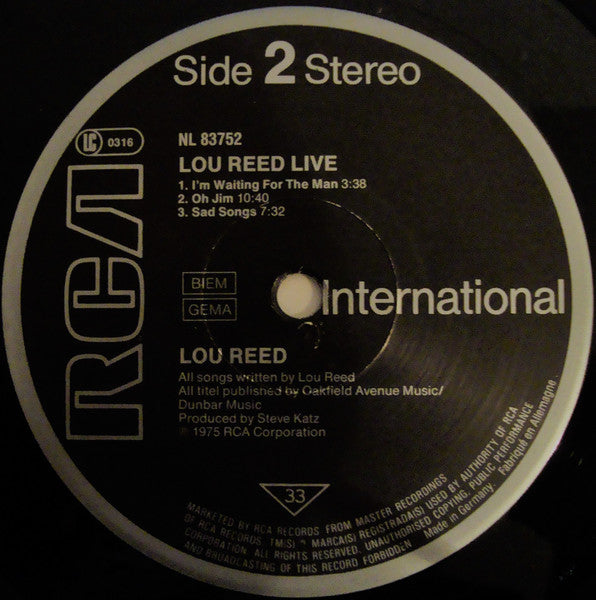 Side 2 Stereo
LC 0316
NL 83752
LOU REED LIVE
1. I'm Waiting For The Man 3:38
2. Oh Jim 10:40
3. Sad Songs 7:32
RCA
BIEM
GEMA
International
LOU REED
All songs written by Lou Reed
All titel published by Oakfield Avenue Music/
Dunbar Music
Produced by Steve Katz
℗ 1975 RCA Corporation
33
MARKETED BY RCA RECORDS FROM MASTER RECORDINGS
OF RCA RECORDS. TM(S) ® MARCA(S) REGISTRADA(S) USED BY AUTHORITY OF RCA
CORPORATION. ALL RIGHTS RESERVED. UNAUTHORISED COPYING, PUBLIC PERFORMANCE
AND BROADCASTING OF THIS RECORD FORBIDDEN
Made in Germany.
Fabriqué en Allemagne